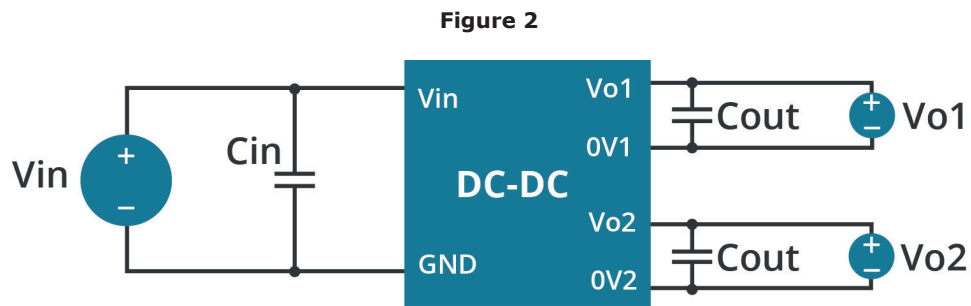 Figure 2
Vin
+
−
Cin
Vin
GND
DC-DC
Vo1
0V1
Vo2
0V2
Cout
+
−
Vo1
Cout
+
−
Vo2